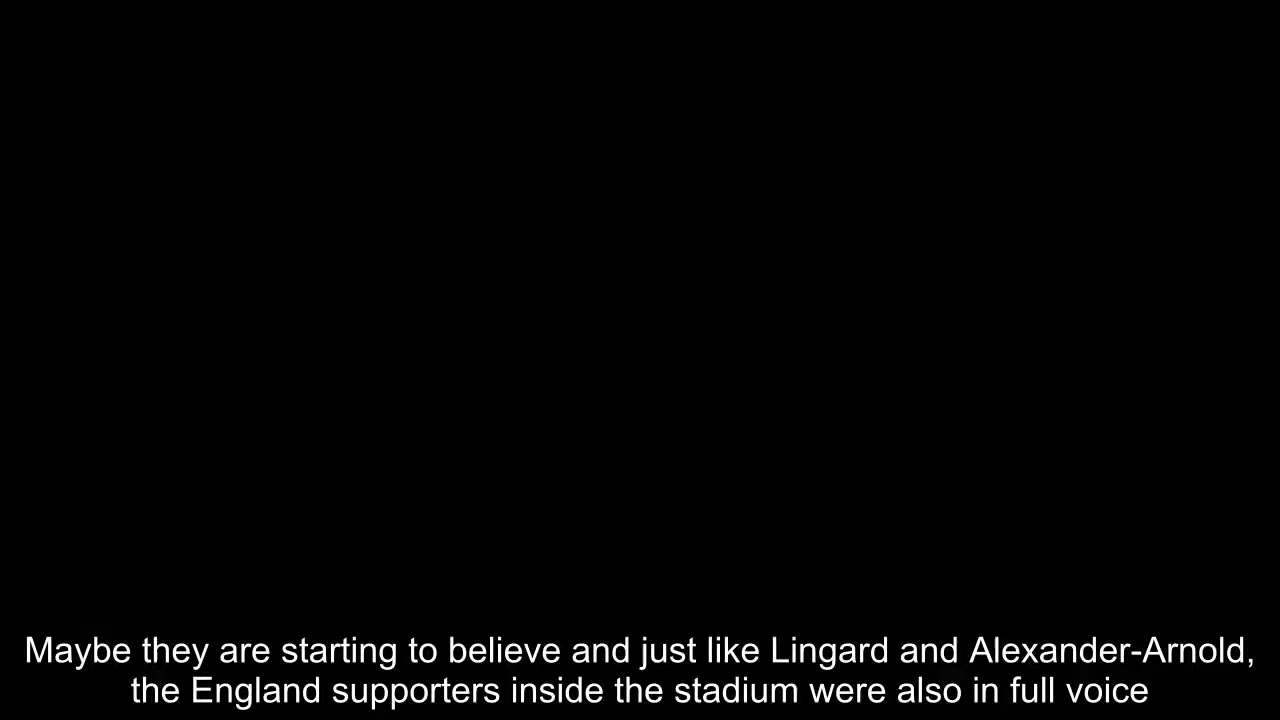 Maybe they are starting to believe and just like Lingard and Alexander-Arnold,
the England supporters inside the stadium were also in full voice